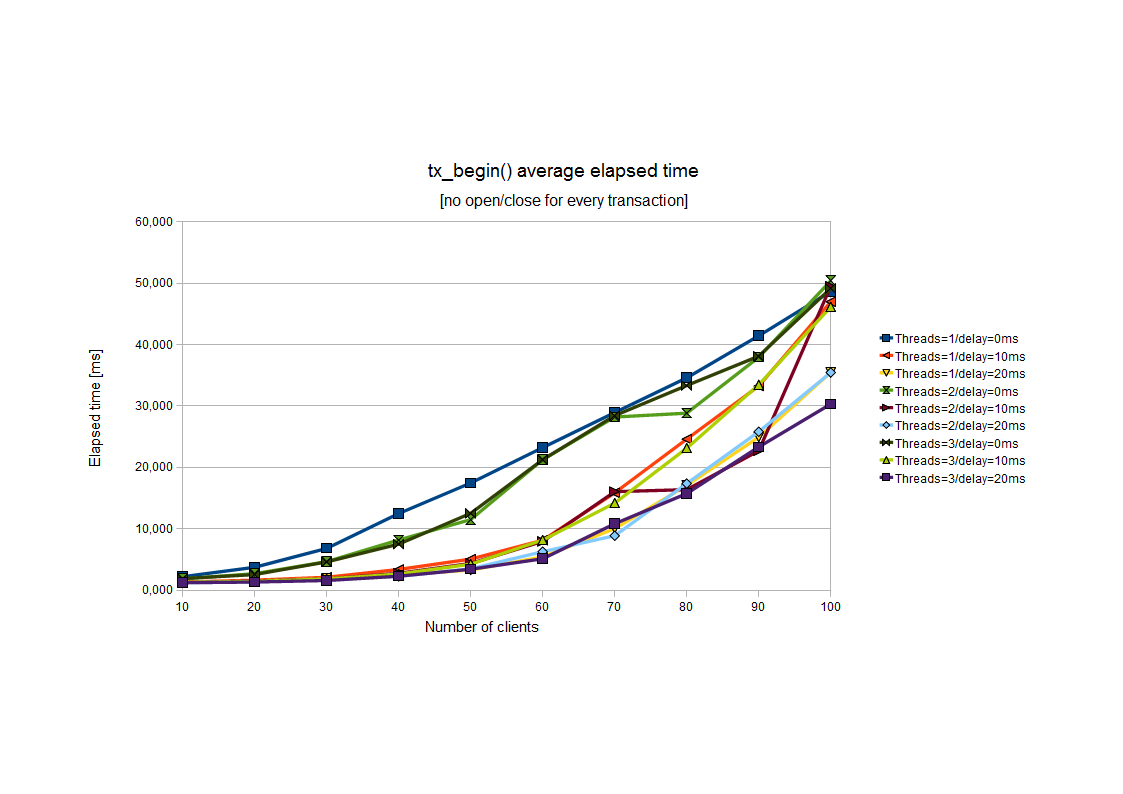 tx_begin() average elapsed time
[no open/close for every transaction]
60,000
50,000
40,000
30,000
20,000
10,000
0,000
Elapsed time [ms]
10 20 30 40 50 60 70 80 90 100
Number of clients
Threads=1/delay=0ms
Threads=1/delay=10ms
Threads=1/delay=20ms
Threads=2/delay=0ms
Threads=2/delay=10ms
Threads=2/delay=20ms
Threads=3/delay=0ms
Threads=3/delay=10ms
Threads=3/delay=20ms